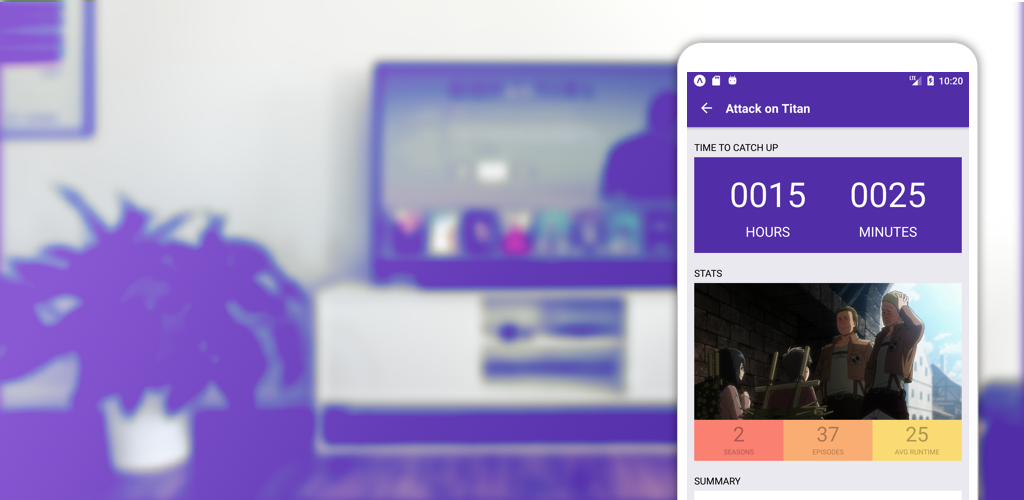 LTE 10:20
Attack on Titan
TIME TO CATCH UP
0015 0025
HOURS MINUTES
STATS
2 37 25
SEASONS EPISODES AVG RUNTIME
SUMMARY